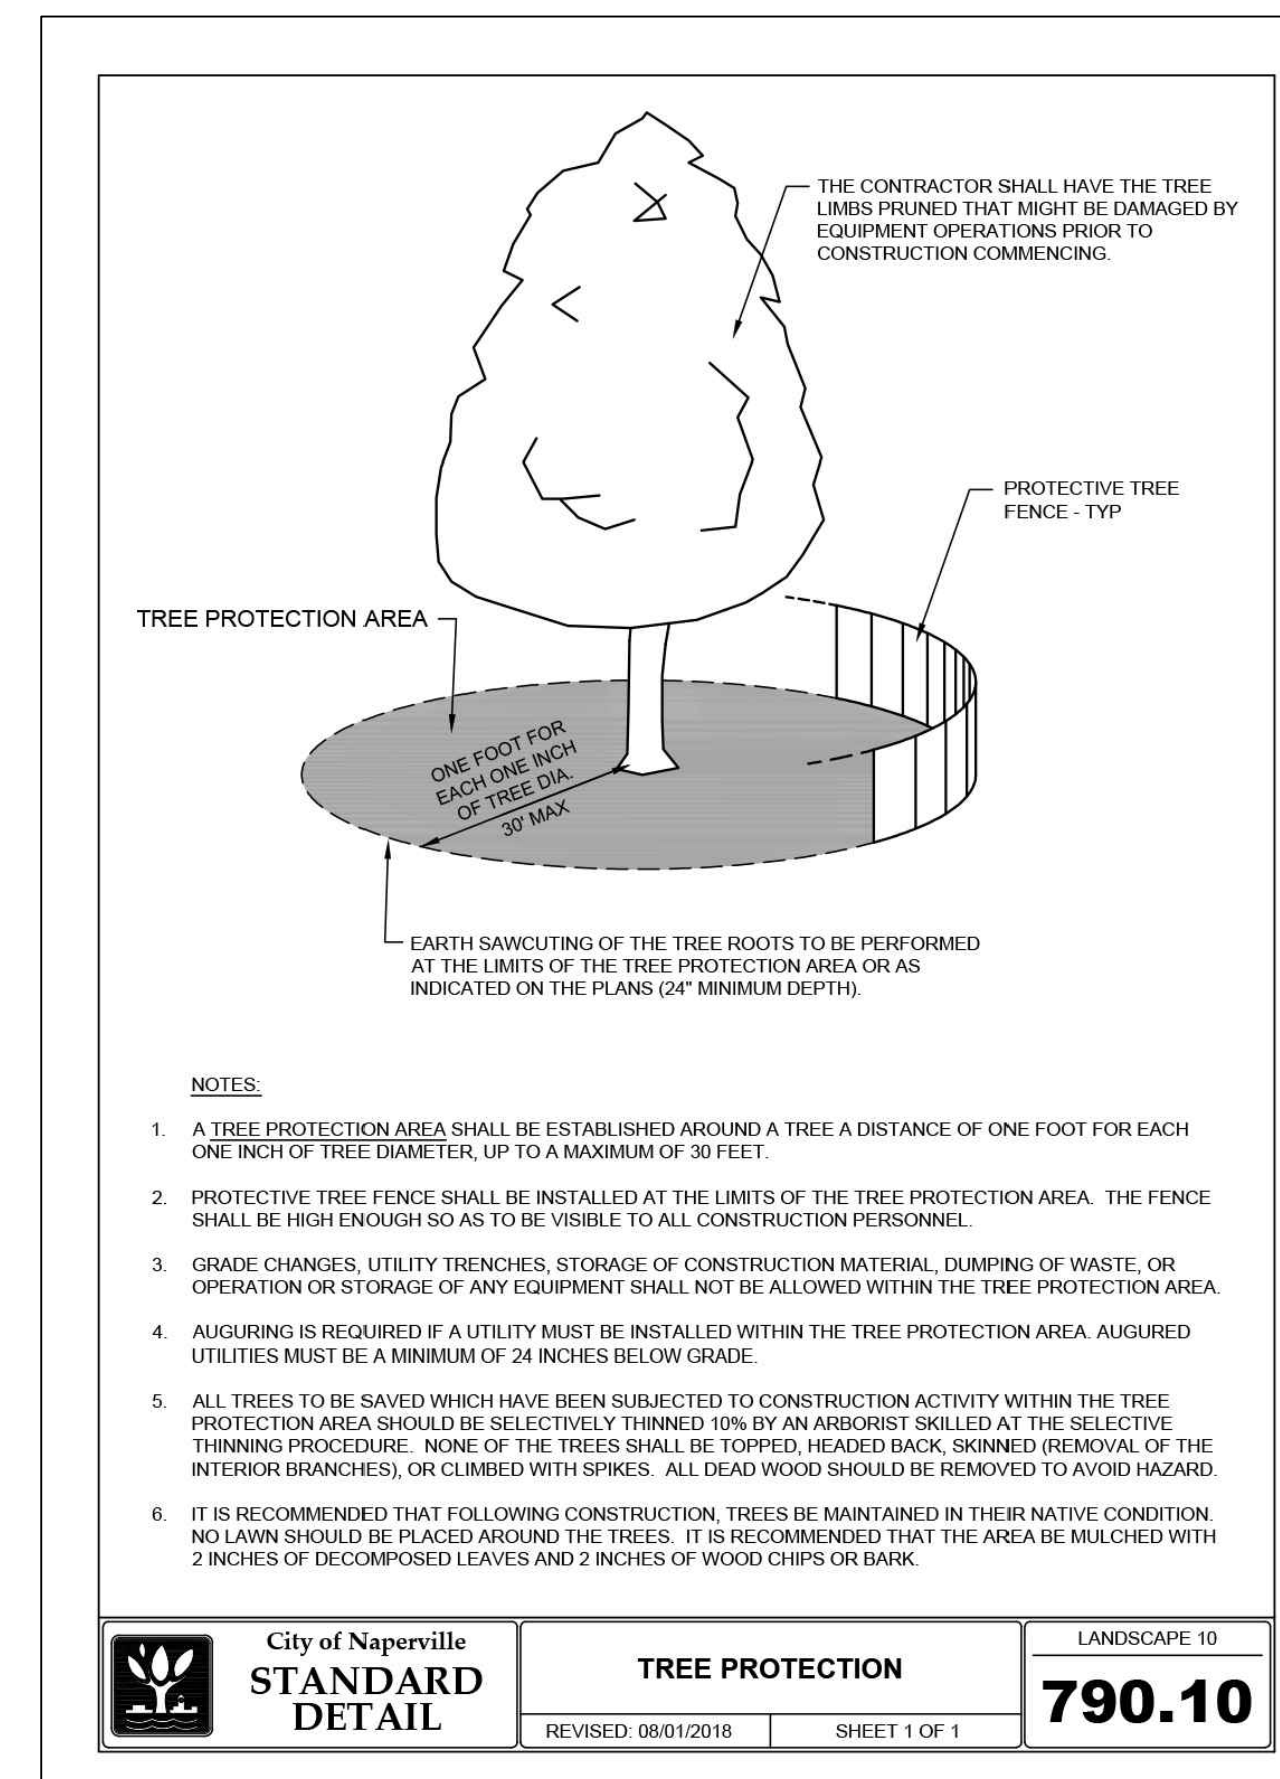 THE CONTRACTOR SHALL HAVE THE TREE
LIMBS PRUNED THAT MIGHT BE DAMAGED BY
EQUIPMENT OPERATIONS PRIOR TO
CONSTRUCTION COMMENCING.
PROTECTIVE TREE
FENCE - TYP
TREE PROTECTION AREA
ONE FOOT FOR
EACH ONE INCH
OF TREE DIA.
30' MAX
EARTH SAWCUTING OF THE TREE ROOTS TO BE PERFORMED
AT THE LIMITS OF THE TREE PROTECTION AREA OR AS
INDICATED ON THE PLANS (24" MINIMUM DEPTH).
NOTES:
1. A TREE PROTECTION AREA SHALL BE ESTABLISHED AROUND A TREE A DISTANCE OF ONE FOOT FOR EACH
ONE INCH OF TREE DIAMETER, UP TO A MAXIMUM OF 30 FEET.
2. PROTECTIVE TREE FENCE SHALL BE INSTALLED AT THE LIMITS OF THE TREE PROTECTION AREA. THE FENCE
SHALL BE HIGH ENOUGH SO AS TO BE VISIBLE TO ALL CONSTRUCTION PERSONNEL.
3. GRADE CHANGES, UTILITY TRENCHES, STORAGE OF CONSTRUCTION MATERIAL, DUMPING OF WASTE, OR
OPERATION OR STORAGE OF ANY EQUIPMENT SHALL NOT BE ALLOWED WITHIN THE TREE PROTECTION AREA.
4. AUGURING IS REQUIRED IF A UTILITY MUST BE INSTALLED WITHIN THE TREE PROTECTION AREA. AUGURED
UTILITIES MUST BE A MINIMUM OF 24 INCHES BELOW GRADE.
5. ALL TREES TO BE SAVED WHICH HAVE BEEN SUBJECTED TO CONSTRUCTION ACTIVITY WITHIN THE TREE
PROTECTION AREA SHOULD BE SELECTIVELY THINNED 10% BY AN ARBORIST SKILLED AT THE SELECTIVE
THINNING PROCEDURE. NONE OF THE TREES SHALL BE TOPPED, HEADED BACK, SKINNED (REMOVAL OF THE
INTERIOR BRANCHES), OR CLIMBED WITH SPIKES. ALL DEAD WOOD SHOULD BE REMOVED TO AVOID HAZARD.
6. IT IS RECOMMENDED THAT FOLLOWING CONSTRUCTION, TREES BE MAINTAINED IN THEIR NATIVE CONDITION.
NO LAWN SHOULD BE PLACED AROUND THE TREES. IT IS RECOMMENDED THAT THE AREA BE MULCHED WITH
2 INCHES OF DECOMPOSED LEAVES AND 2 INCHES OF WOOD CHIPS OR BARK.
City of Naperville
STANDARD
DETAIL
TREE PROTECTION
REVISED: 08/01/2018
SHEET 1 OF 1
LANDSCAPE 10
790.10